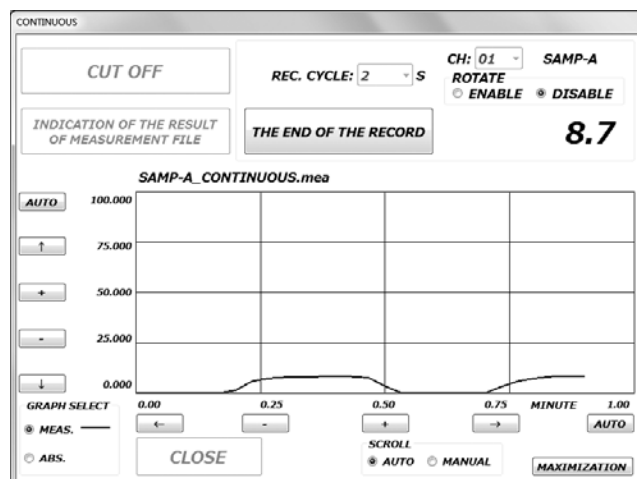 CONTINUOUS
CUT OFF
REC. CYCLE: 2 S
CH: 01 SAMP-A
ROTATE
ENABLE DISABLE
INDICATION OF THE RESULT
OF MEASUREMENT FILE
THE END OF THE RECORD
8.7
SAMP-A_CONTINUOUS.mea
AUTO
100.000
↑
75.000
+
50.000
-
25.000
↓
0.000
GRAPH SELECT
0.00 0.25 0.50 0.75 MINUTE 1.00
MEAS.
← - + → AUTO
ABS.
CLOSE
SCROLL
AUTO MANUAL
MAXIMIZATION